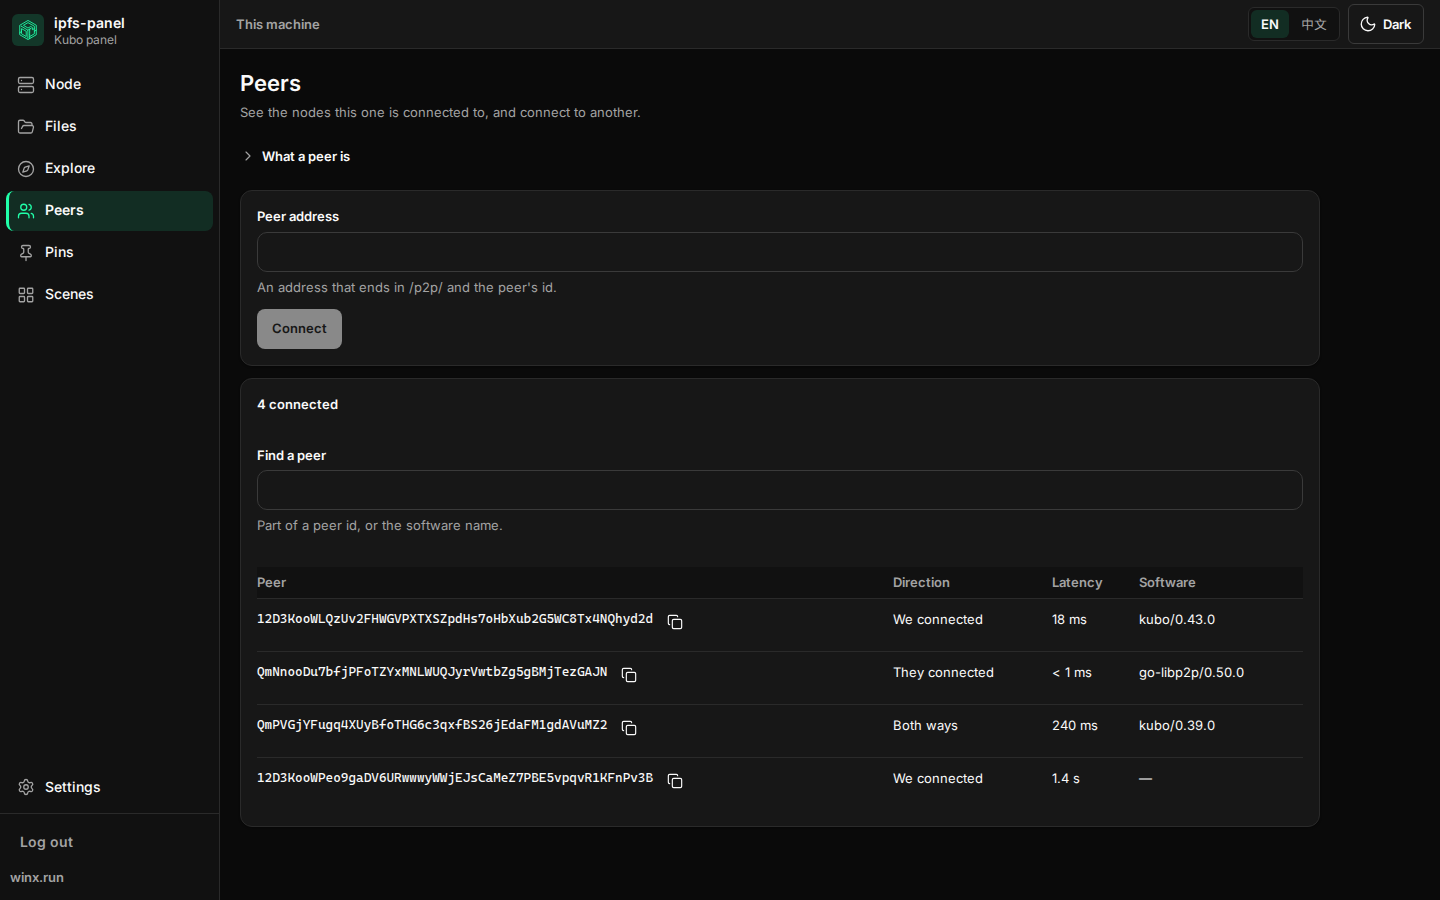 ipfs-panel
Kubo panel
This machine
EN
中文
Dark
Node
Files
Explore
Peers
Pins
Scenes
Settings
Log out
winx.run
Peers
See the nodes this one is connected to, and connect to another.
What a peer is
Peer address
An address that ends in /p2p/ and the peer's id.
Connect
4 connected
Find a peer
Part of a peer id, or the software name.
Peer Direction Latency Software
12D3KooWLQzUv2FHWGVPXTXSZpdHs7oHbXub2G5WC8Tx4NQhyd2d We connected 18 ms kubo/0.43.0
QmNnooDu7bfjPFoTZYxMNLWUQJyrVwtbZg5gBMjTezGAJN They connected < 1 ms go-libp2p/0.50.0
QmPVGjYFugq4XUyBfoTHG6c3qxfBS26jEdaFM1gdAVuMZ2 Both ways 240 ms kubo/0.39.0
12D3KooWPeo9gaDV6URwwwyWWjEJsCaMeZ7PBE5vpqvR1KFnPv3B We connected 1.4 s —